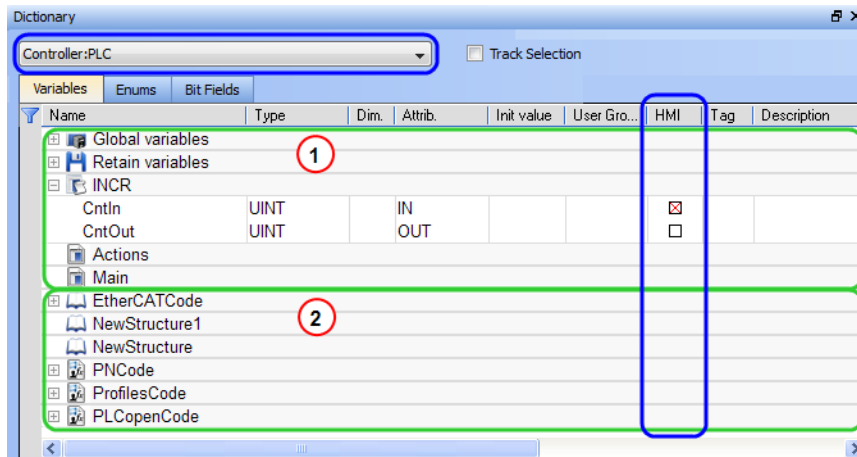 Dictionary
Controller:PLC
Track Selection
Variables Enums Bit Fields
Name Type Dim. Attrib. Init value User Gro... HMI Tag Description
Global variables
1
Retain variables
INCR
CntIn UINT IN
CntOut UINT OUT
Actions
Main
EtherCATCode
2
NewStructure1
NewStructure
PNCode
ProfilesCode
PLCopenCode